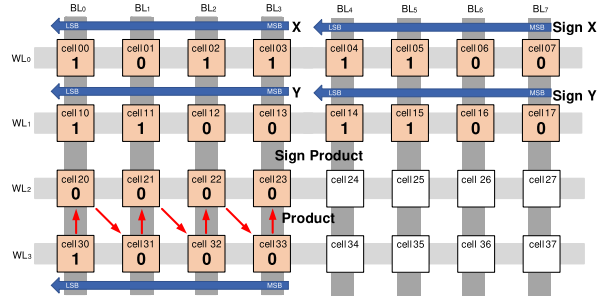 BL0 BL1 BL2 BL3 BL4 BL5 BL6 BL7
LSB MSB X LSB MSB Sign X
WL0 cell00 cell01 cell02 cell03 cell04 cell05 cell06 cell07
1 0 1 1 1 1 0 0
LSB MSB Y LSB MSB Sign Y
WL1 cell10 cell11 cell12 cell13 cell14 cell15 cell16 cell17
1 1 0 0 1 1 0 0
Sign Product
WL2 cell20 cell21 cell 22 cell23 cell24 cell25 cell 26 cell27
0 0 0 0
Product
WL3 cell30 cell31 cell 32 cell33 cell34 cell35 cell 36 cell37
1 0 0 0
LSB MSB